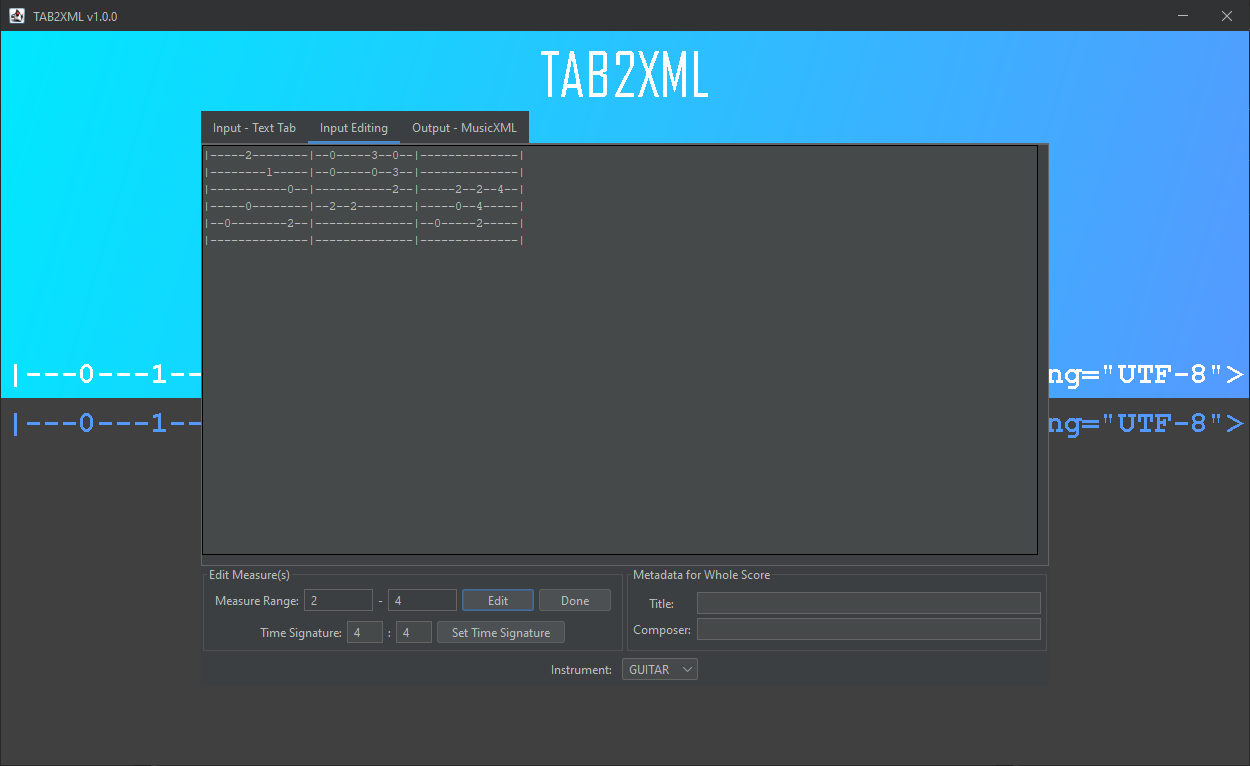 TAB2XML v1.0.0
TAB2XML
Input - Text Tab Input Editing Output - MusicXML
|-----2--------|--0-----3--0--|--------------|
|--------1-----|--0-----0--3--|--------------|
|-----------0--|-----------2--|-----2--2--4--|
|-----0--------|--2--2--------|-----0--4-----|
|--0--------2--|--------------|--0-----2-----|
|--------------|--------------|--------------|
|---0---1-- ng="UTF-8">
|---0---1-- ng="UTF-8">
Edit Measure(s)
Measure Range: 2 - 4 Edit Done
Time Signature: 4 : 4 Set Time Signature
Metadata for Whole Score
Title:
Composer:
Instrument: GUITAR